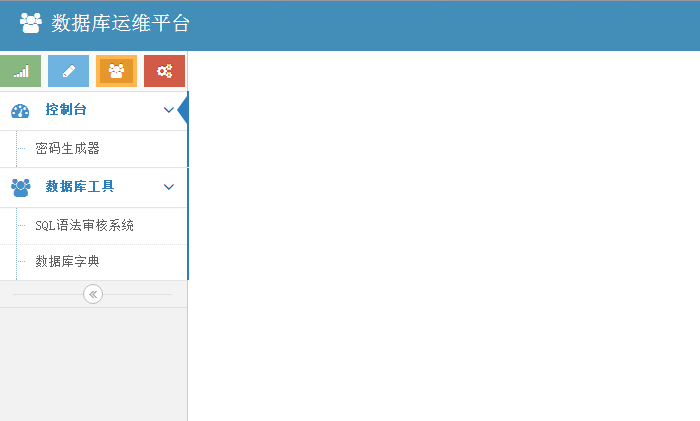 数据库运维平台
控制台
密码生成器
数据库工具
SQL语法审核系统
数据库字典